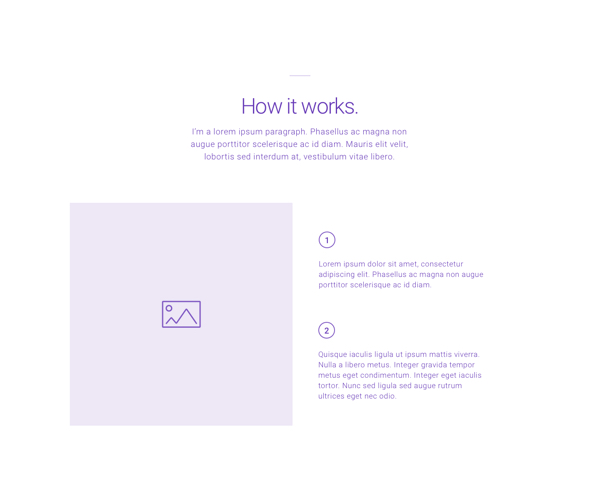 How it works.
I'm a lorem ipsum paragraph. Phasellus ac magna non
augue porttitor scelerisque ac id diam. Mauris elit velit,
lobortis sed interdum at, vestibulum vitae libero.
1
Lorem ipsum dolor sit amet, consectetur
adipiscing elit. Phasellus ac magna non augue
porttitor scelerisque ac id diam.
2
Quisque iaculis ligula ut ipsum mattis viverra.
Nulla a libero metus. Integer gravida tempor
metus eget condimentum. Integer eget iaculis
tortor. Nunc sed ligula sed augue rutrum
ultrices eget nec odio.